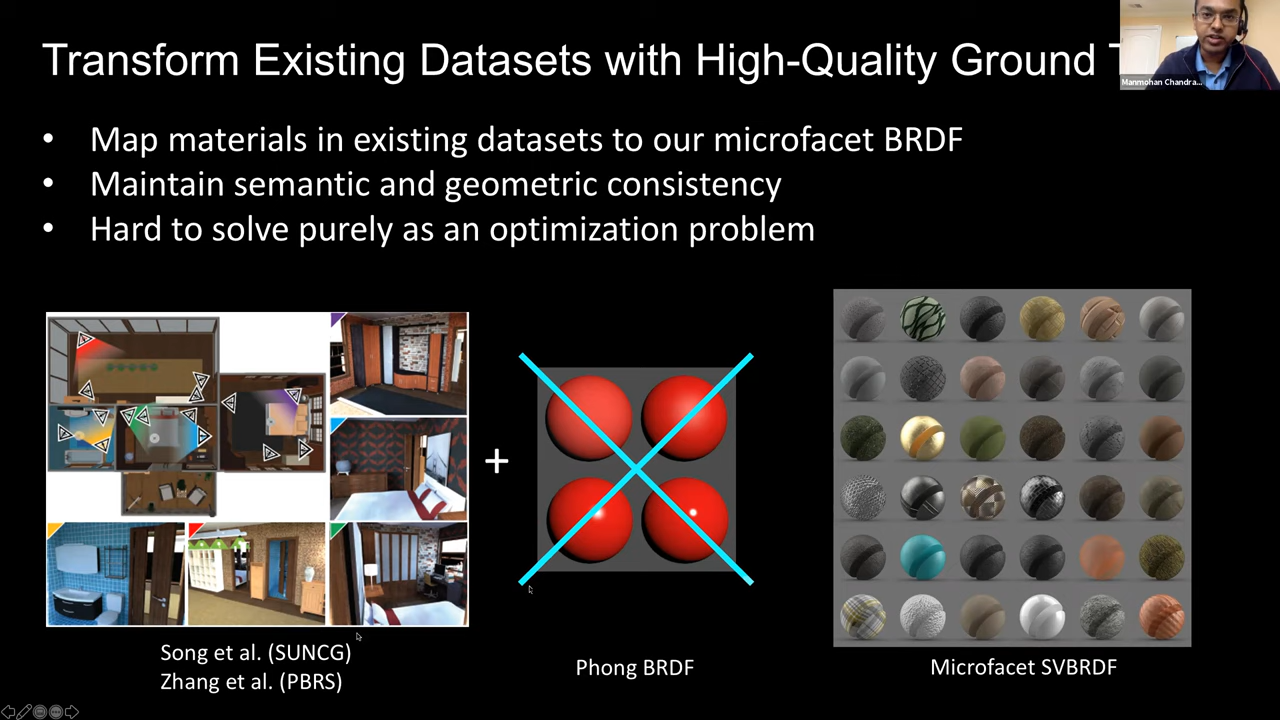 Transform Existing Datasets with High-Quality Ground T
Manmohan Chandra...
• Map materials in existing datasets to our microfacet BRDF
• Maintain semantic and geometric consistency
• Hard to solve purely as an optimization problem
+
Song et al. (SUNCG)
Zhang et al. (PBRS)
Phong BRDF
Microfacet SVBRDF